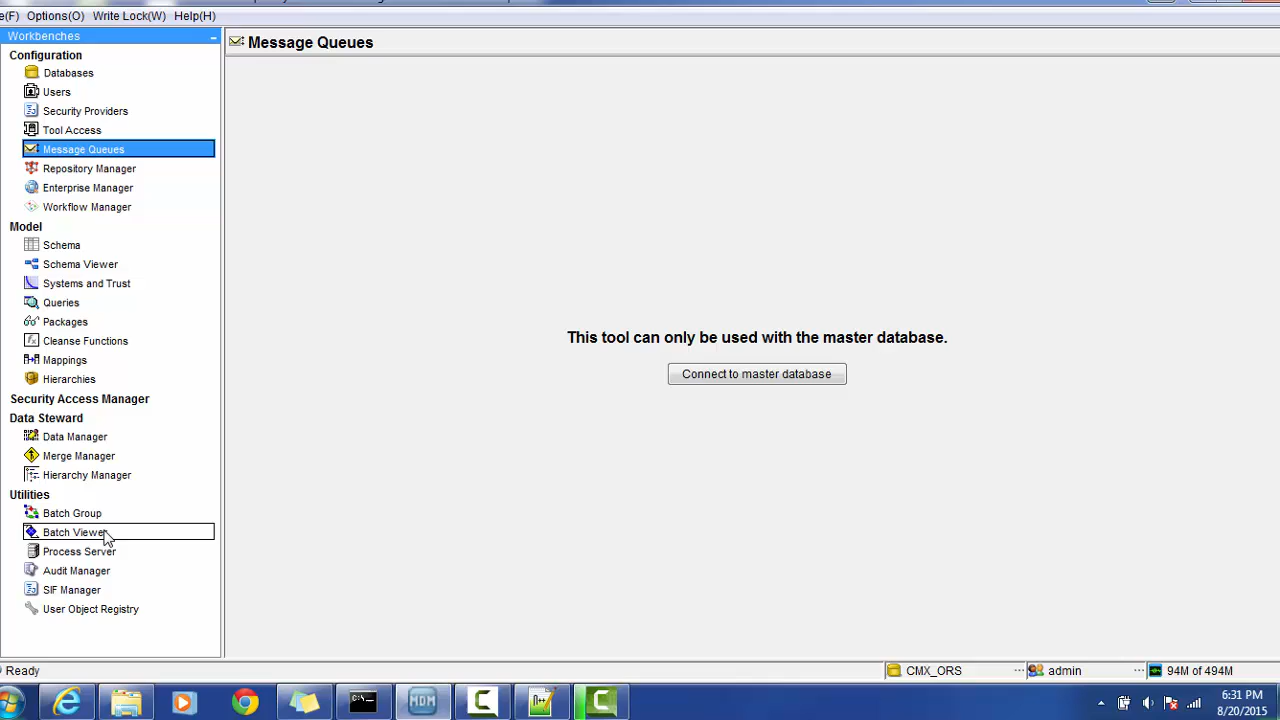 e(F) Options(O) Write Lock(W) Help(H)
Workbenches
Configuration
Databases
Users
Security Providers
Tool Access
Message Queues
Repository Manager
Enterprise Manager
Workflow Manager
Model
Schema
Schema Viewer
Systems and Trust
Queries
Packages
Cleanse Functions
Mappings
Hierarchies
Security Access Manager
Data Steward
Data Manager
Merge Manager
Hierarchy Manager
Utilities
Batch Group
Batch Viewer
Process Server
Audit Manager
SIF Manager
User Object Registry
Message Queues
This tool can only be used with the master database.
Connect to master database
Ready
CMX_ORS
admin
94M of 494M
MDM
6:31 PM
8/20/2015